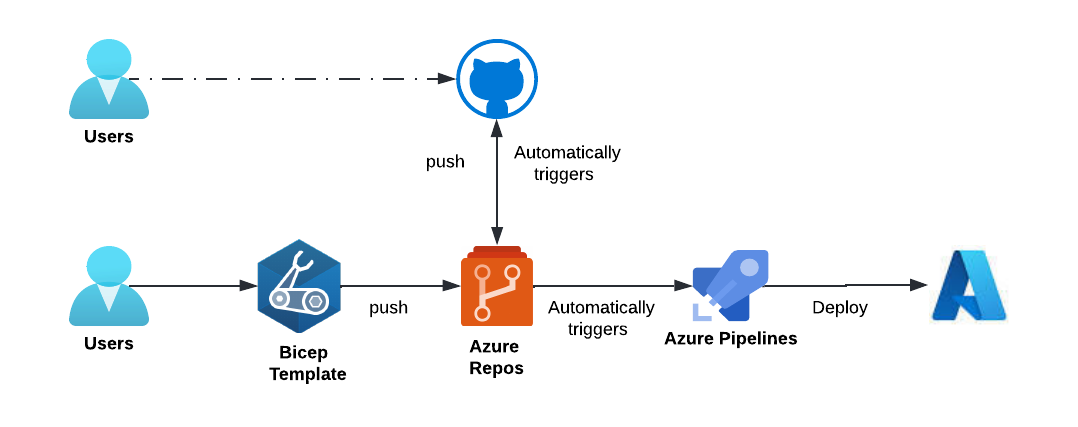 Users
push
Automatically
triggers
Users
Bicep
Template
push
Azure
Repos
Automatically
triggers
Azure Pipelines
Deploy